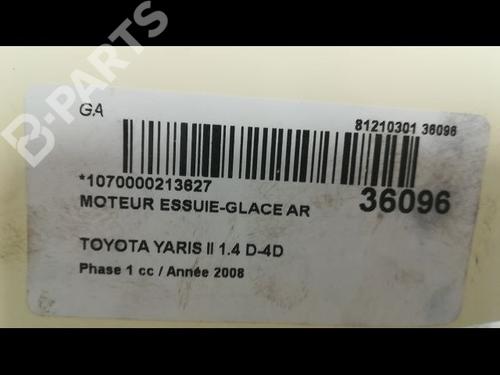 B-PARTS
GA
81210301 36096
*1070000213627
36096
MOTEUR ESSUIE-GLACE AR
TOYOTA YARIS II 1.4 D-4D
Phase 1 cc / Année 2008